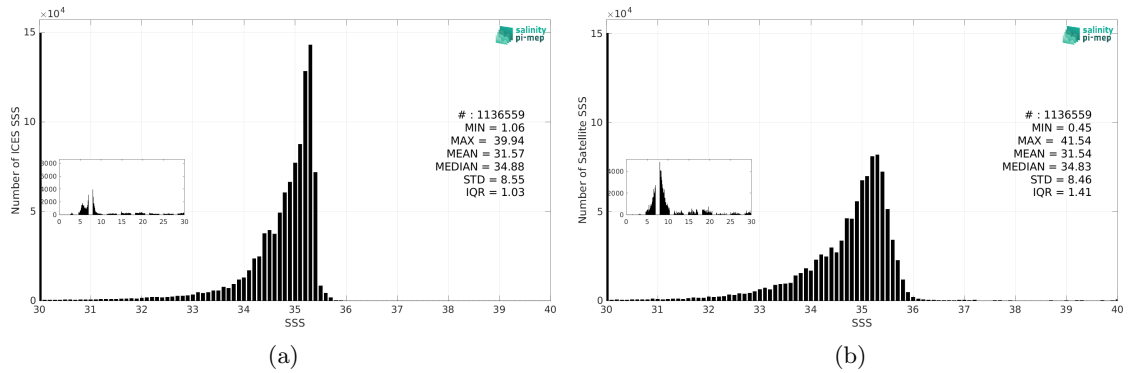 ×10⁴
15
10
5
0
Number of ICES SSS
30 31 32 33 34 35 36 37 38 39 40
SSS
salinity
pi-mep
# : 1136559
MIN = 1.06
MAX = 39.94
MEAN = 31.57
MEDIAN = 34.88
STD = 8.55
IQR = 1.03
8000
6000
4000
2000
0
0 5 10 15 20 25 30
(a)
×10⁴
15
10
5
0
Number of Satellite SSS
30 31 32 33 34 35 36 37 38 39 40
SSS
salinity
pi-mep
# : 1136559
MIN = 0.45
MAX = 41.54
MEAN = 31.54
MEDIAN = 34.83
STD = 8.46
IQR = 1.41
4000
2000
0
0 5 10 15 20 25 30
(b)